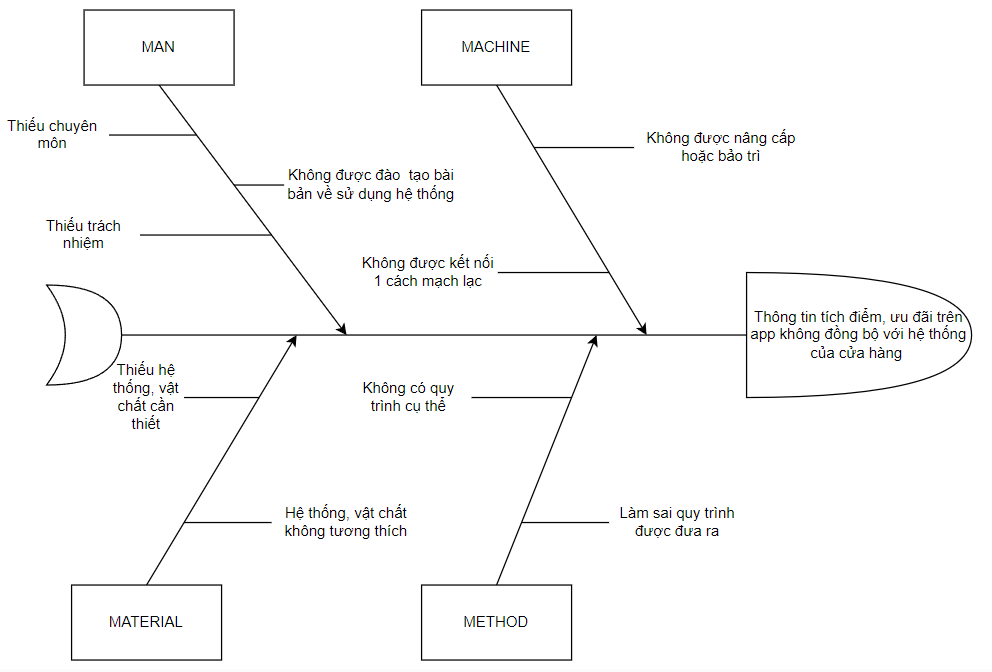 MAN
MACHINE
Thiếu chuyên
môn
Không được nâng cấp
hoặc bảo trì
Không được đào  tạo bài
bản về sử dụng hệ thống
Thiếu trách
nhiệm
Không được kết nối
1 cách mạch lạc
Thông tin tích điểm, ưu đãi trên
app không đồng bộ với hệ thống
của cửa hàng
Thiếu hệ
thống, vật
chất cần
thiết
Không có quy
trình cụ thể
Hệ thống, vật chất
không tương thích
Làm sai quy trình
được đưa ra
MATERIAL
METHOD